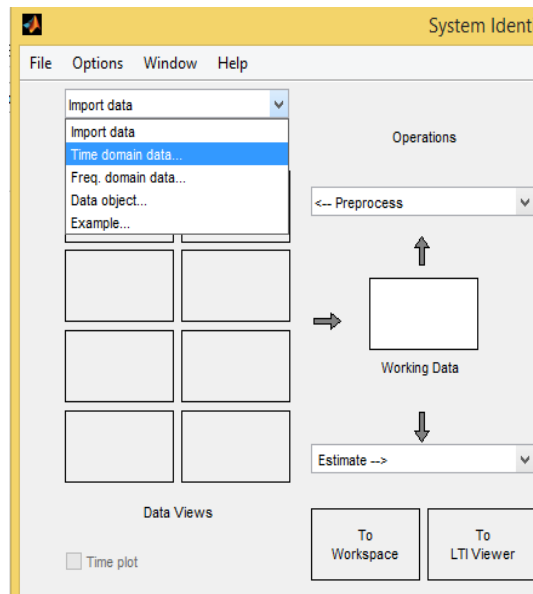 System Ident
File Options Window Help
Import data
Import data
Time domain data...
Freq. domain data...
Data object...
Example...
Operations
<-- Preprocess
Working Data
Estimate -->
Data Views
To
Workspace
To
LTI Viewer
Time plot